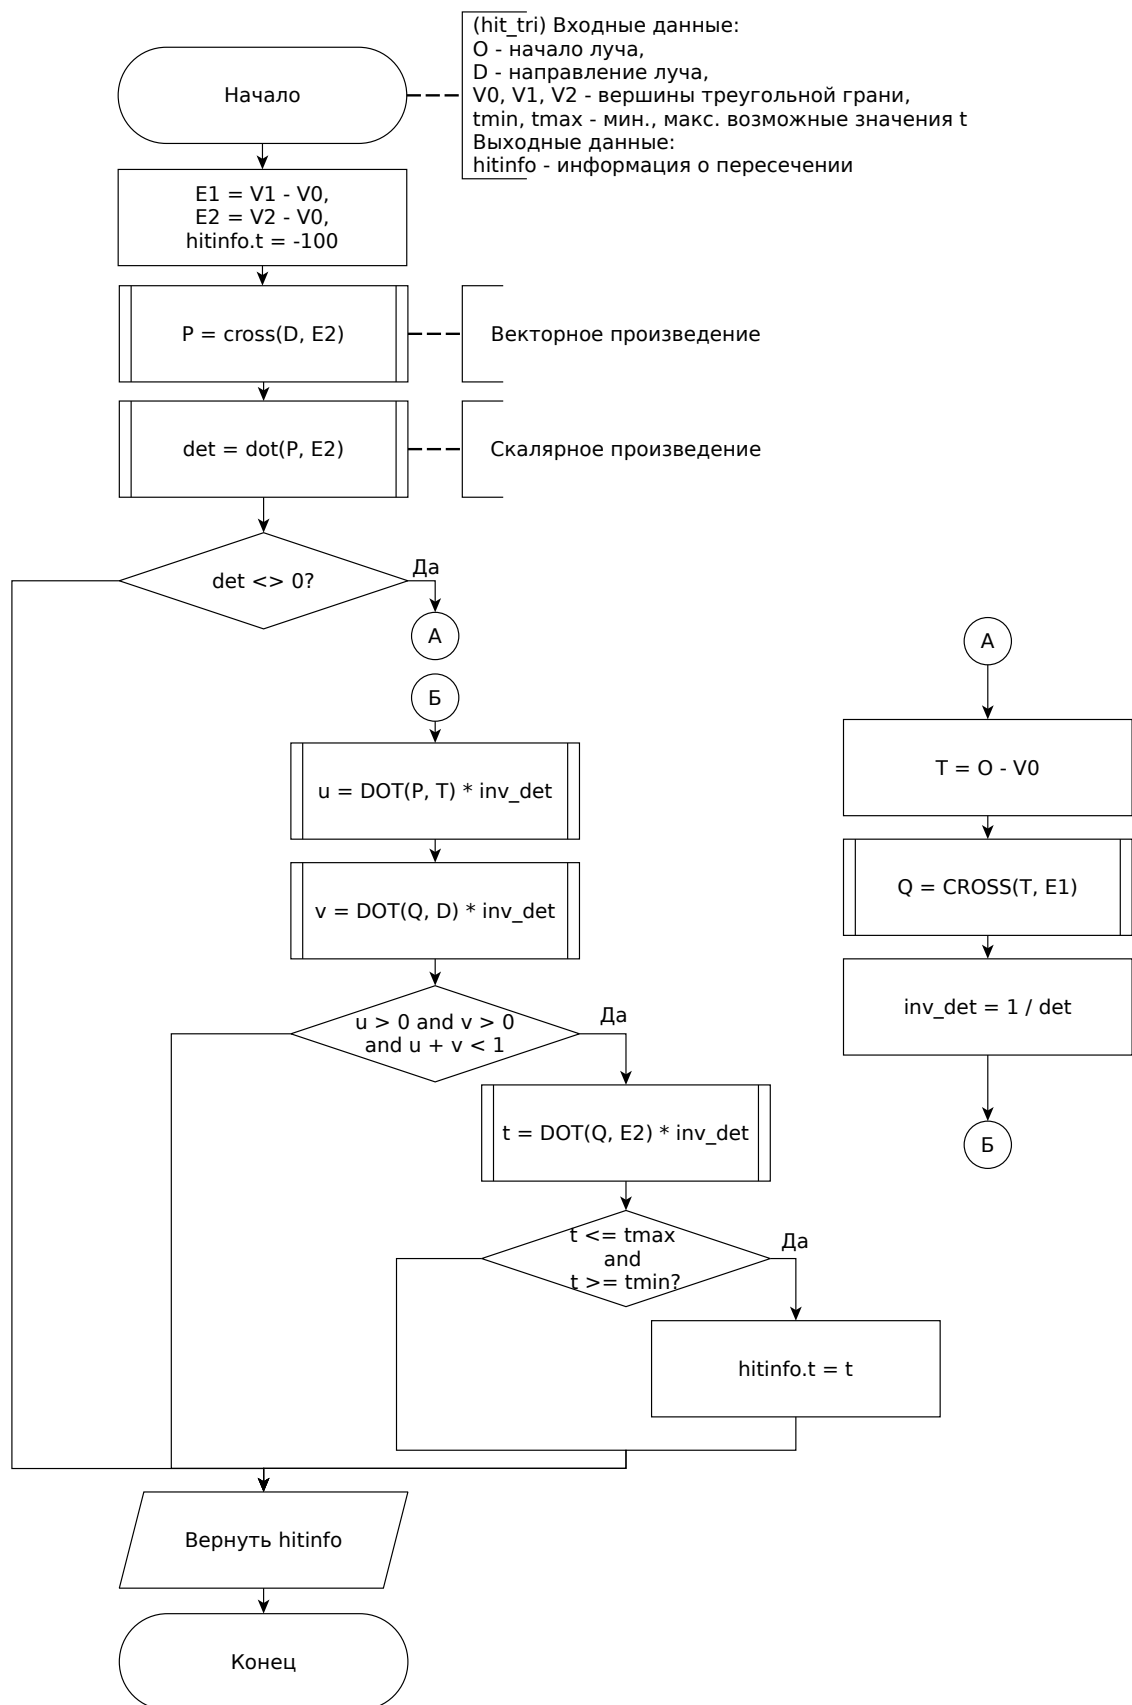 (hit_tri) Входные данные:
O - начало луча,
D - направление луча,
V0, V1, V2 - вершины треугольной грани,
tmin, tmax - мин., макс. возможные значения t
Выходные данные:
hitinfo - информация о пересечении
Начало
E1 = V1 - V0,
E2 = V2 - V0,
hitinfo.t = -100
P = cross(D, E2)
Векторное произведение
det = dot(P, E2)
Скалярное произведение
det <> 0?
Да
А
Б
u = DOT(P, T) * inv_det
v = DOT(Q, D) * inv_det
u > 0 and v > 0
and u + v < 1
Да
t = DOT(Q, E2) * inv_det
t <= tmax
and
t >= tmin?
Да
hitinfo.t = t
Вернуть hitinfo
Конец
А
T = O - V0
Q = CROSS(T, E1)
inv_det = 1 / det
Б